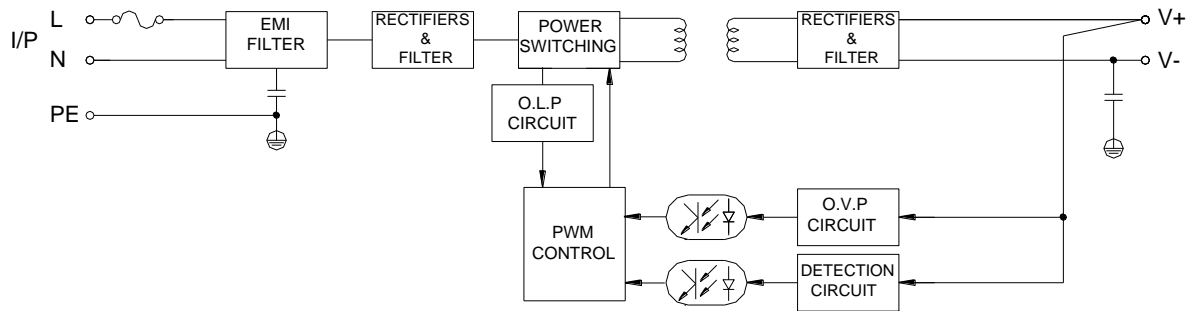 I/P
L
N
PE
EMI
FILTER
RECTIFIERS
&
FILTER
POWER
SWITCHING
RECTIFIERS
&
FILTER
V+
V-
O.L.P
CIRCUIT
PWM
CONTROL
O.V.P
CIRCUIT
DETECTION
CIRCUIT